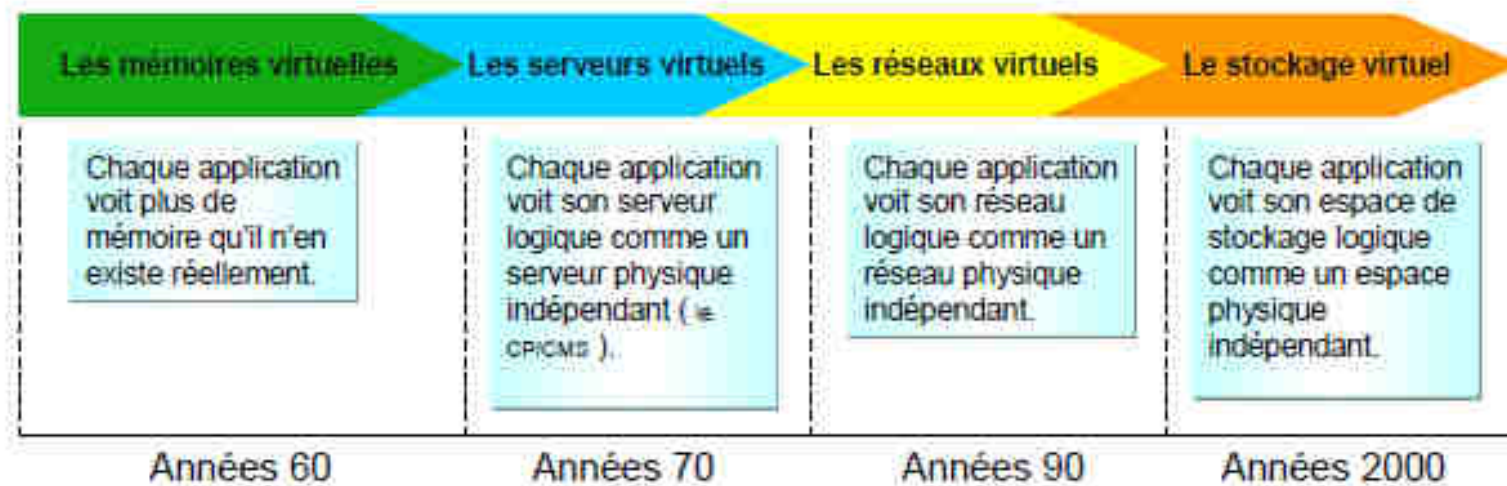 Les mémoires virtuelles
Les serveurs virtuels
Les réseaux virtuels
Le stockage virtuel
Chaque application
voit plus de
mémoire qu'il n'en
existe réellement.
Chaque application
voit son serveur
logique comme un
serveur physique
indépendant (
CP/CMS ).
Chaque application
voit son réseau
logique comme un
réseau physique
indépendant.
Chaque application
voit son espace de
stockage logique
comme un espace
physique
indépendant.
Années 60
Années 70
Années 90
Années 2000